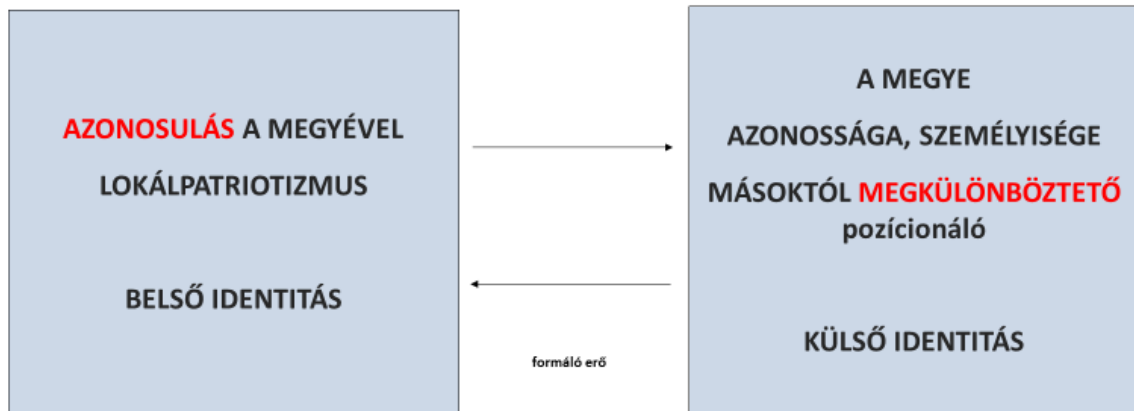 AZONOSULÁS A MEGYÉVEL
LOKÁLPATRIOTIZMUS
BELSŐ IDENTITÁS
formáló erő
A MEGYE
AZONOSSÁGA, SZEMÉLYISÉGE
MÁSOKTÓL MEGKÜLÖNBÖZTETŐ
pozícionáló
KÜLSŐ IDENTITÁS